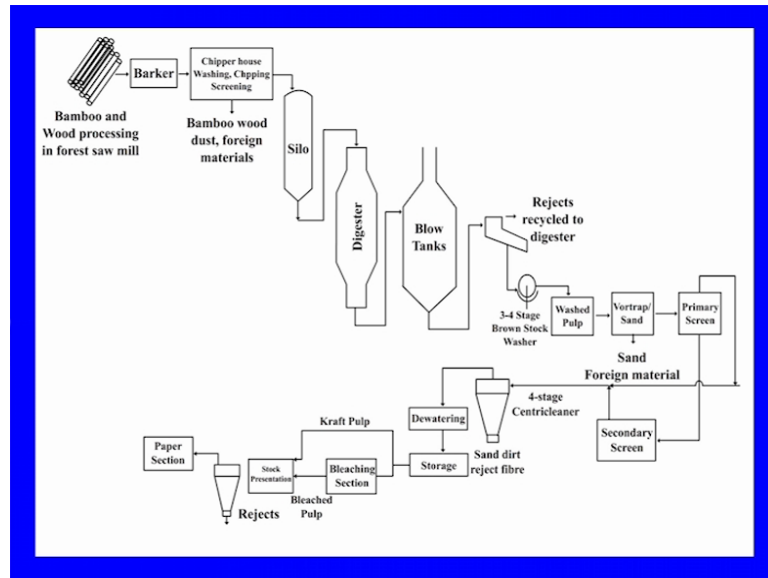 Bamboo and
Wood processing
in forest saw mill
Barker
Chipper house
Washing, Chpping
Screening
Bamboo wood
dust, foreign
materials
Silo
Digester
Blow
Tanks
Rejects
recycled to
digester
3-4 Stage
Brown Stock
Washer
Washed
Pulp
Vortrap/
Sand
Primary
Screen
Sand
Foreign material
Secondary
Screen
4-stage
Centricleaner
Sand dirt
reject fibre
Dewatering
Storage
Kraft Pulp
Bleaching
Section
Bleached
Pulp
Stock
Presentation
Paper
Section
Rejects